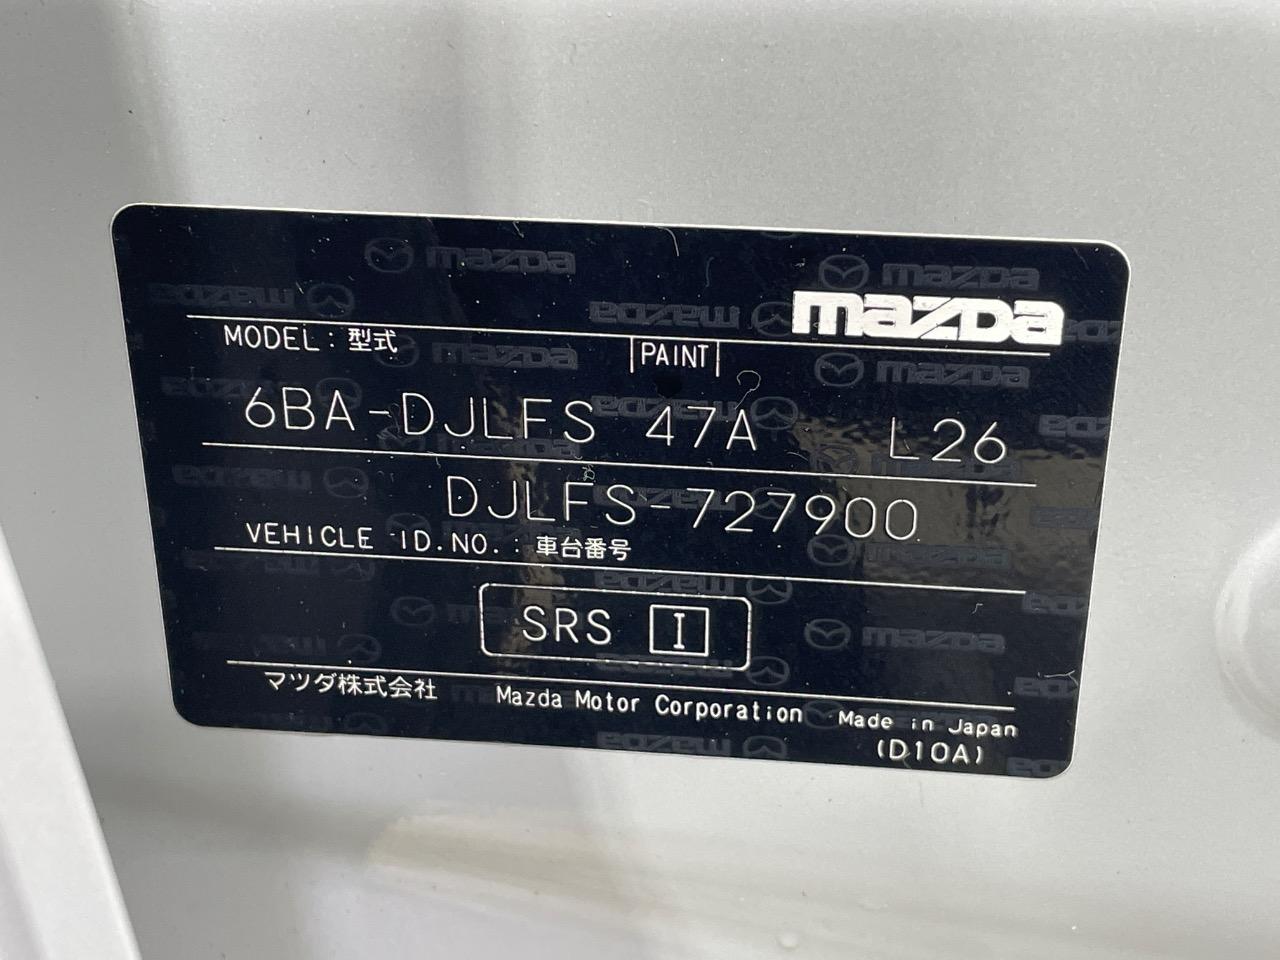 mazda
MODEL : 型式 PAINT
6BA-DJLFS 47A L26
DJLFS-727900
VEHICLE ID.NO. : 車台番号
SRS I
マツダ株式会社 Mazda Motor Corporation Made in Japan
(D10A)